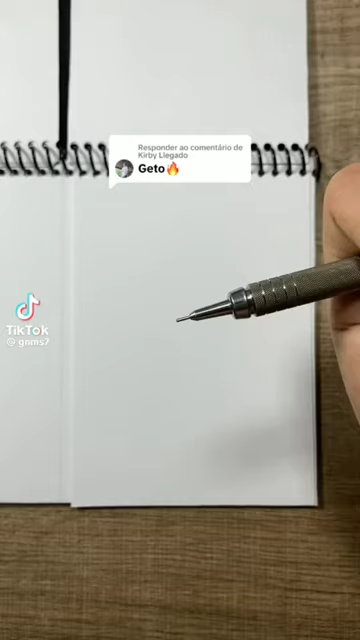 Responder ao comentário de
Kirby Llegado
Geto🔥
TikTok
@ gnms7